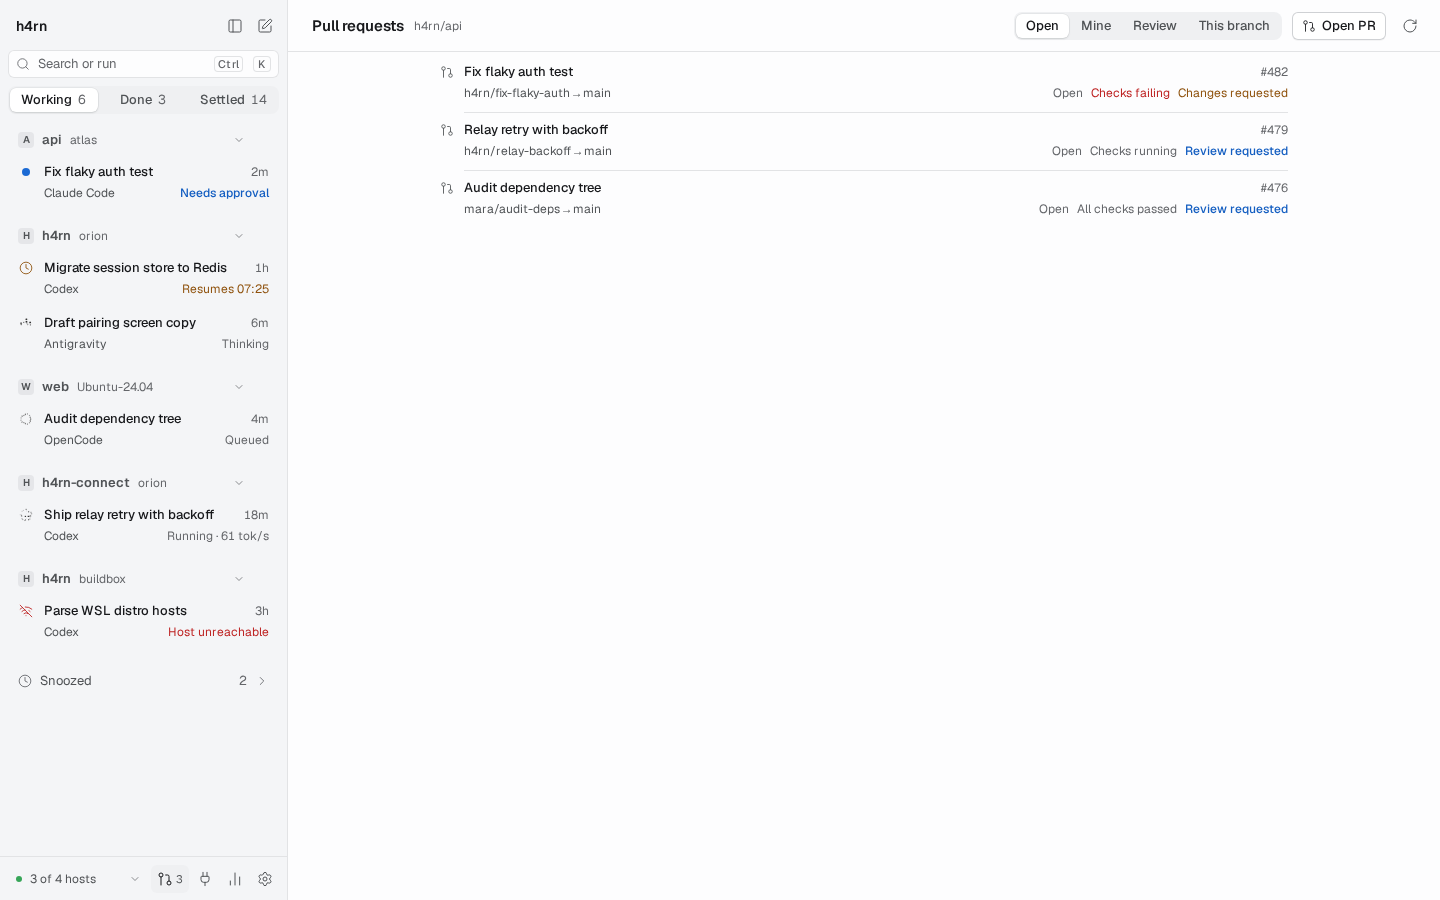 h4rn
Search or run Ctrl K
Working 6 Done 3 Settled 14
A api atlas
Fix flaky auth test 2m
Claude Code Needs approval
H h4rn orion
Migrate session store to Redis 1h
Codex Resumes 07:25
Draft pairing screen copy 6m
Antigravity Thinking
W web Ubuntu-24.04
Audit dependency tree 4m
OpenCode Queued
H h4rn-connect orion
Ship relay retry with backoff 18m
Codex Running · 61 tok/s
H h4rn buildbox
Parse WSL distro hosts 3h
Codex Host unreachable
Snoozed 2
3 of 4 hosts 3
Pull requests h4rn/api Open Mine Review This branch Open PR
Fix flaky auth test #482
h4rn/fix-flaky-auth→main Open Checks failing Changes requested
Relay retry with backoff #479
h4rn/relay-backoff→main Open Checks running Review requested
Audit dependency tree #476
mara/audit-deps→main Open All checks passed Review requested